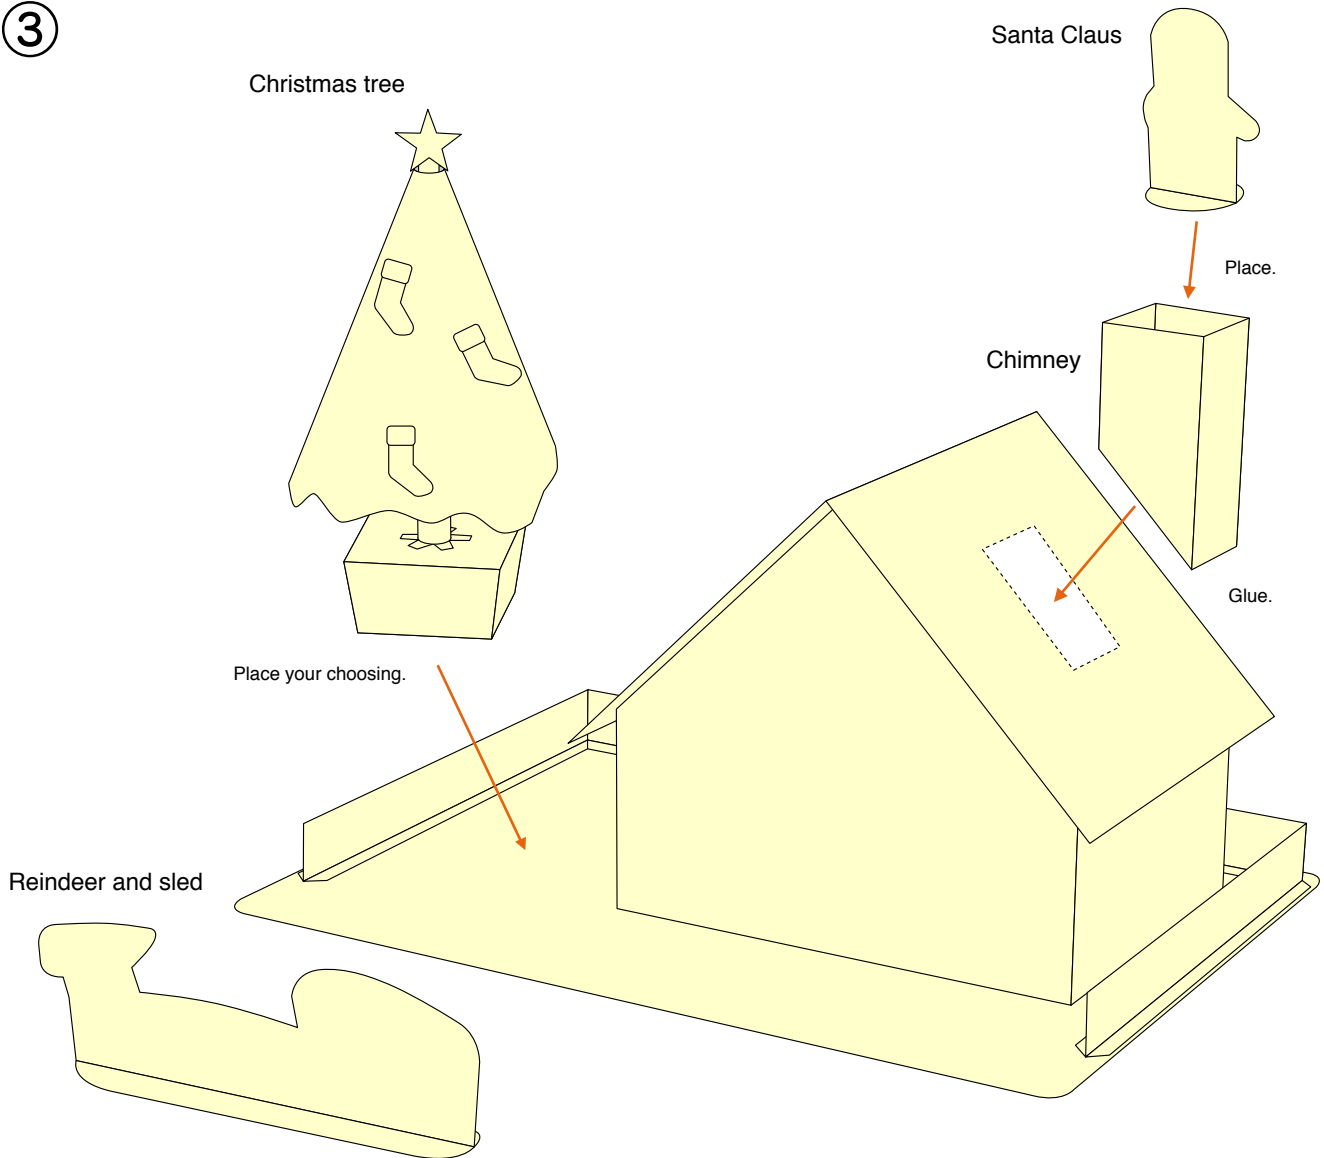 ③
Santa Claus
Christmas tree
Place.
Chimney
Glue.
Place your choosing.
Reindeer and sled